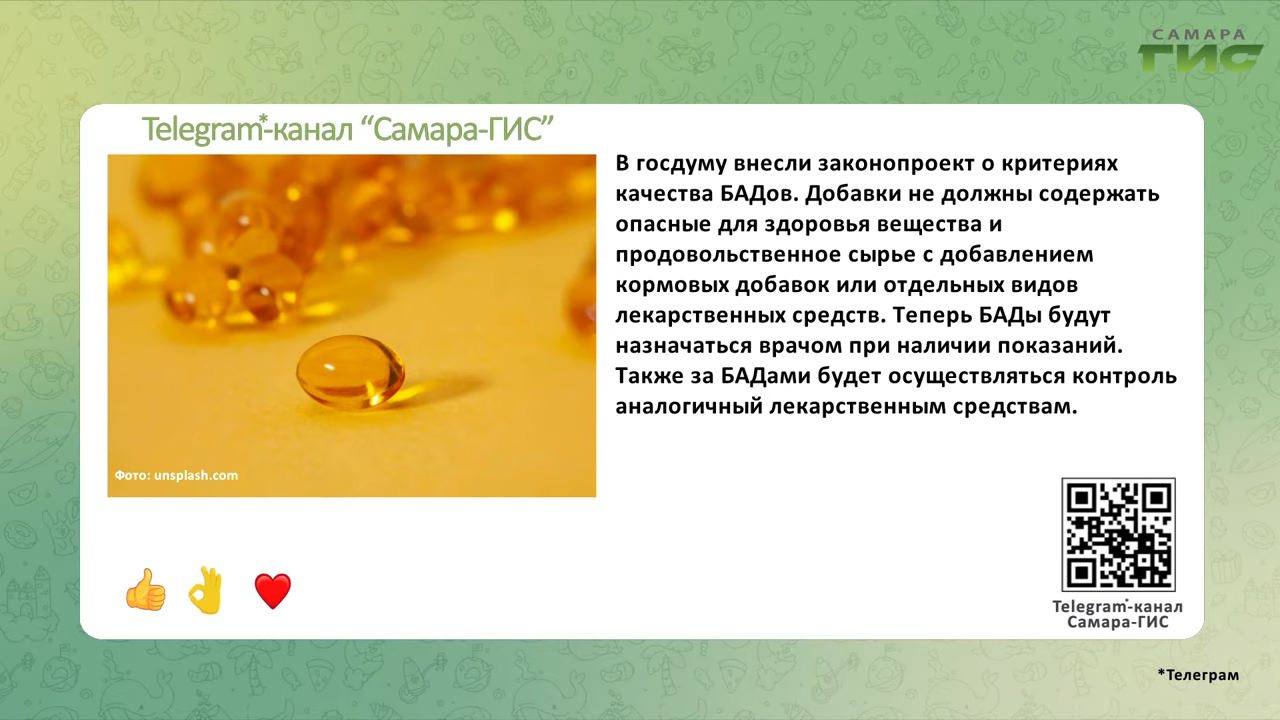 САМАРА
ГИС
Telegram*-канал “Самара-ГИС”
В госдуму внесли законопроект о критериях
качества БАДов. Добавки не должны содержать
опасные для здоровья вещества и
продовольственное сырье с добавлением
кормовых добавок или отдельных видов
лекарственных средств. Теперь БАДы будут
назначаться врачом при наличии показаний.
Также за БАДами будет осуществляться контроль
аналогичный лекарственным средствам.
Фото: unsplash.com
Telegram*-канал
Самара-ГИС
*Телеграм